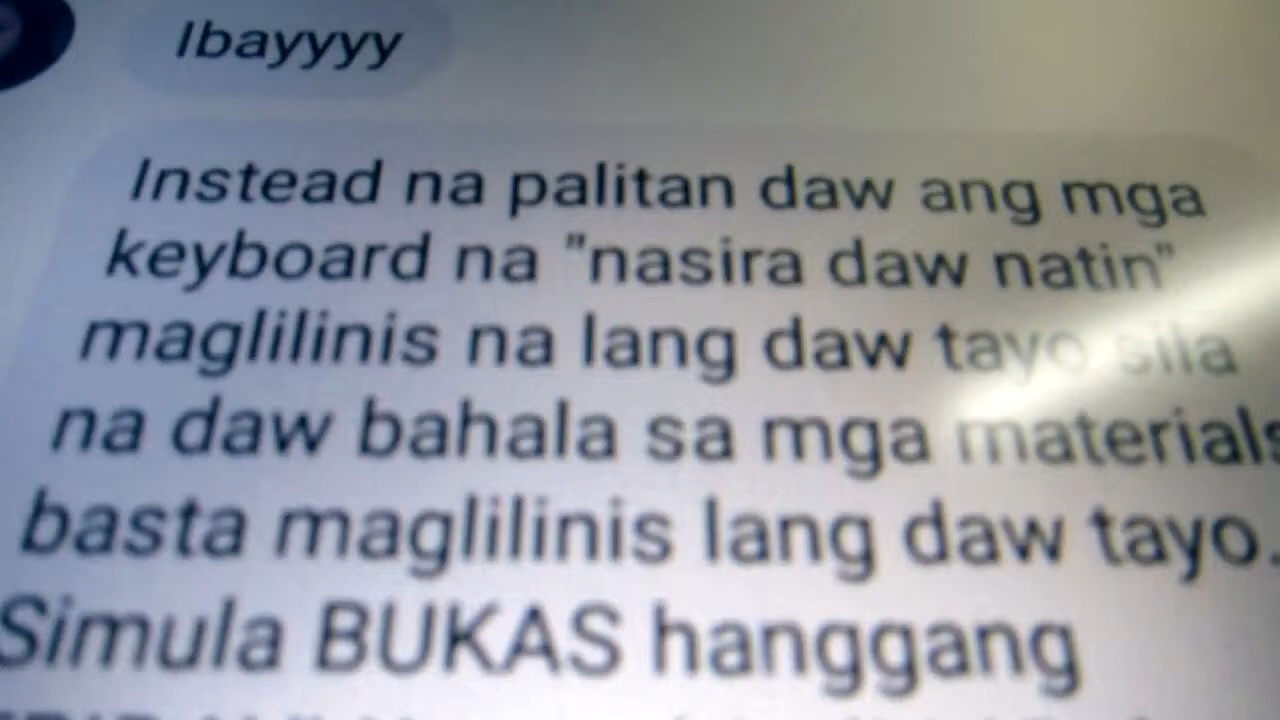 Ibayyyy
Instead na palitan daw ang mga
keyboard na "nasira daw natin"
maglilinis na lang daw tayo sila
na daw bahala sa mga materials
basta maglilinis lang daw tayo.
Simula BUKAS hanggang